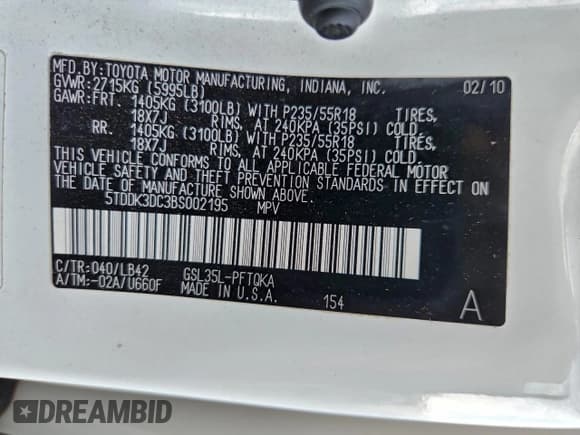 MFD.BY:TOYOTA MOTOR MANUFACTURING, INDIANA, INC. 02/10
GVWR:2715KG (5995LB)
GAWR:FRT. 1405KG (3100LB) WITH P235/55R18 TIRES,
18X7J RIMS, AT 240KPA (35PSI) COLD.
RR. 1405KG (3100LB) WITH P235/55R18 TIRES,
18X7J RIMS, AT 240KPA (35PSI) COLD.
THIS VEHICLE CONFORMS TO ALL APPLICABLE FEDERAL MOTOR
VEHICLE SAFETY AND THEFT PREVENTION STANDARDS IN EFFECT ON
THE DATE OF MANUFACTURE SHOWN ABOVE.
5TDDK3DC3BS002195 MPV
C/TR:040/LB42 GSL35L-PFTQKA
A/TM:-02A/U660F MADE IN U.S.A. 154 A
DREAMBID